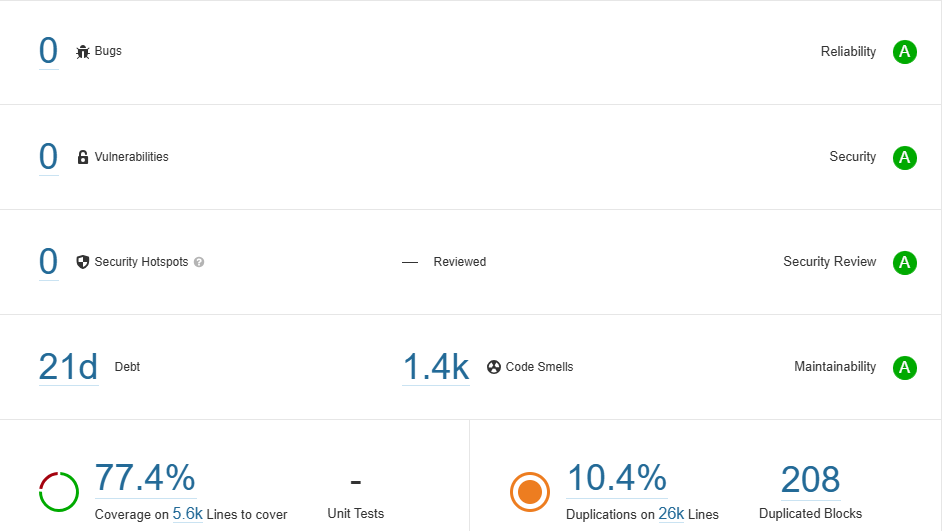 0 Bugs Reliability A
0 Vulnerabilities Security A
0 Security Hotspots ? — Reviewed Security Review A
21d Debt 1.4k Code Smells Maintainability A
77.4% - 10.4% 208
Coverage on 5.6k Lines to cover Unit Tests Duplications on 26k Lines Duplicated Blocks